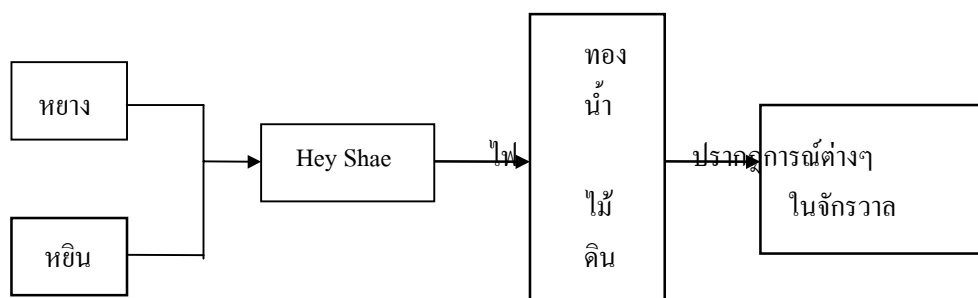 หยาง
หยิน
Hey Shae
ทอง
น้ำ
ไฟ
ไม้
ดิน
ปรากฏการณ์ต่างๆ
ในจักรวาล